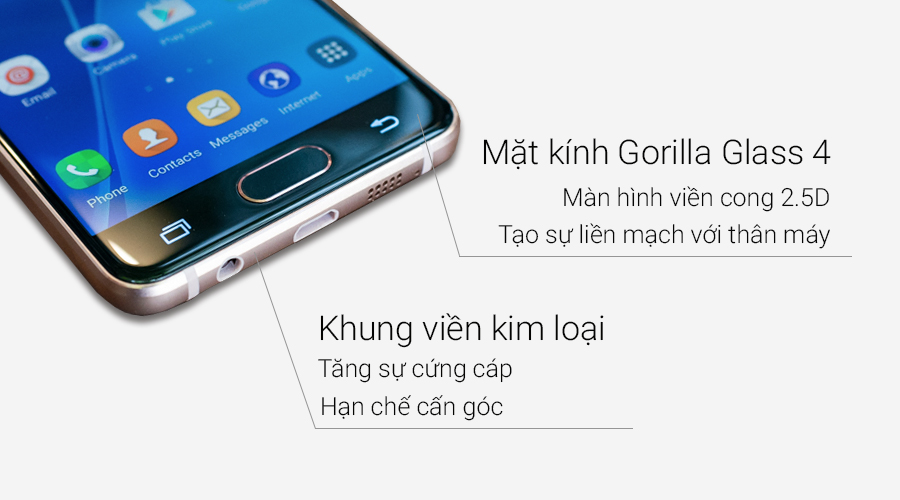 Play Store
Camera
Email
Apps
Internet
Messages
Contacts
Phone
Mặt kính Gorilla Glass 4
Màn hình viền cong 2.5D
Tạo sự liền mạch với thân máy
Khung viền kim loại
Tăng sự cứng cáp
Hạn chế cấn góc